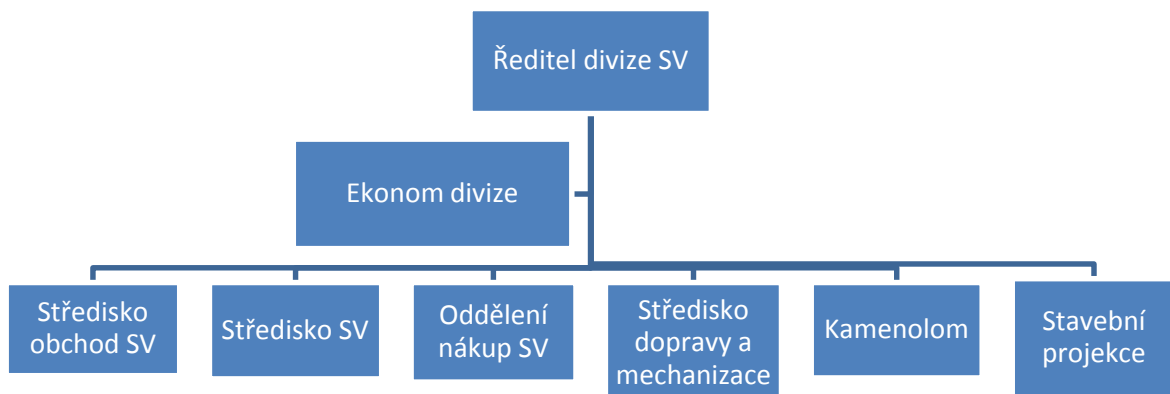 Ředitel divize SV
Ekonom divize
Středisko
obchod SV
Středisko SV
Oddělení
nákup SV
Středisko
dopravy a
mechanizace
Kamenolom
Stavební
projekce